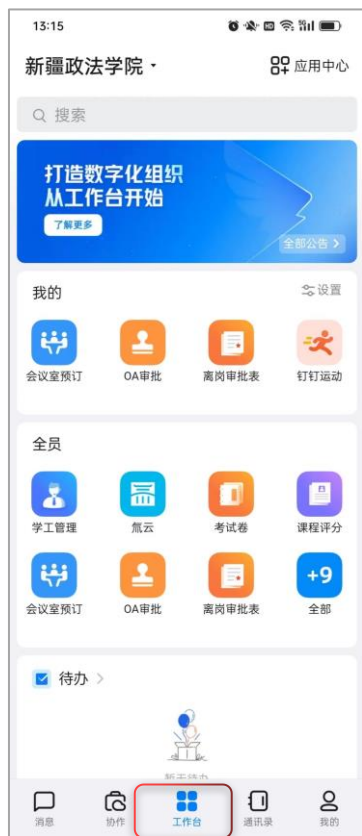 13:15
新疆政法学院
应用中心
搜索
打造数字化组织
从工作台开始
了解更多
全部公告 >
我的
设置
会议室预订 OA审批 离岗审批表 钉钉运动
全员
学工管理 氚云 考试卷 课程评分
+9
会议室预订 OA审批 离岗审批表 全部
待办 >
暂无待办
消息 协作 工作台 通讯录 我的